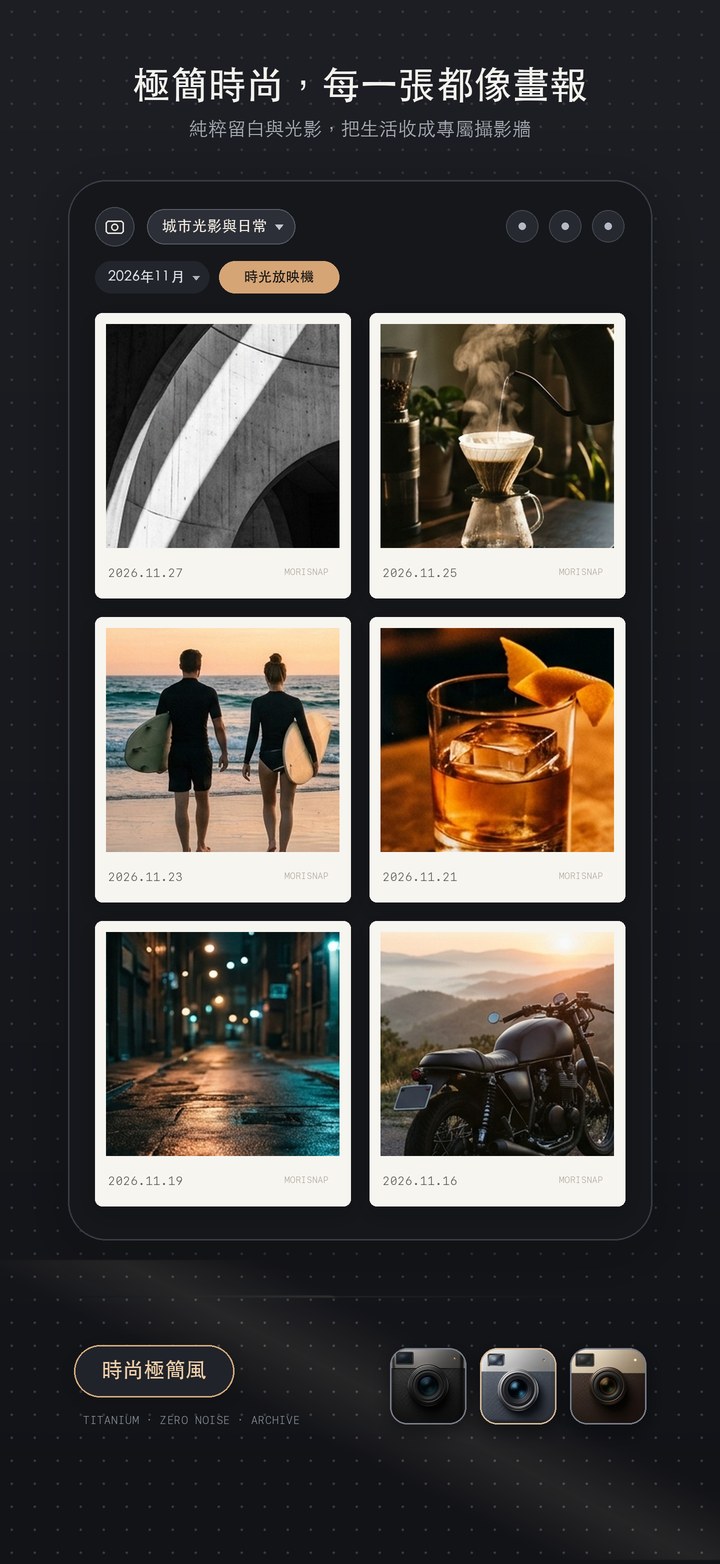 極簡時尚，每一張都像畫報
純粹留白與光影，把生活收成專屬攝影牆
城市光影與日常
2026年11月 時光放映機
2026.11.27 MORISNAP
2026.11.25 MORISNAP
2026.11.23 MORISNAP
2026.11.21 MORISNAP
2026.11.19 MORISNAP
2026.11.16 MORISNAP
時尚極簡風
TITANIUM · ZERO NOISE · ARCHIVE